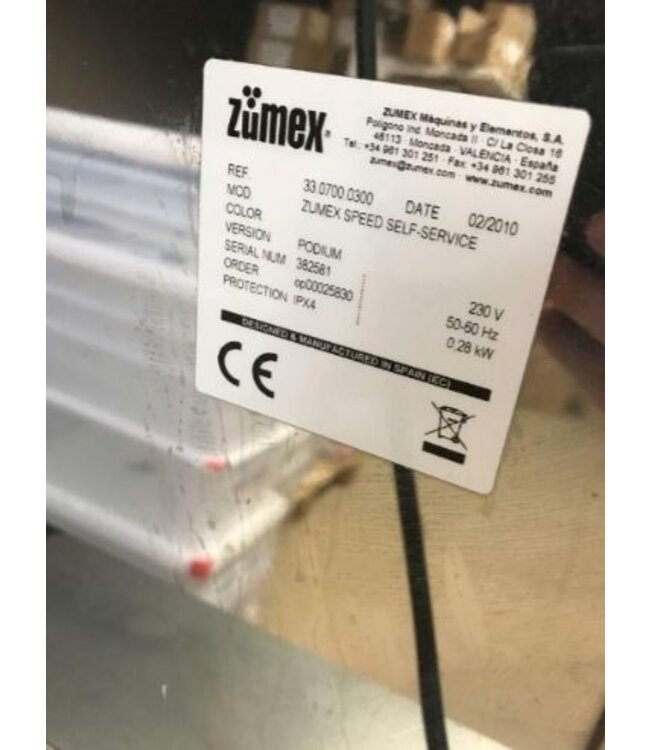 zümex®
ZUMEX Máquinas y Elementos, S.A.
Polígono Ind. Moncada II · C/ La Closa 16
46113 · Moncada · VALENCIA · España
Tel.: +34 961 301 251 · Fax: +34 961 301 255
zumex@zumex.com · www.zumex.com
REF. 33.0700.0300 DATE 02/2010
MOD ZUMEX SPEED SELF-SERVICE
COLOR
VERSION PODIUM
SERIAL NUM 382581
ORDER op00025830
PROTECTION IPX4
230 V
50-60 Hz
0.28 kW
DESIGNED & MANUFACTURED IN SPAIN (EC)
CE